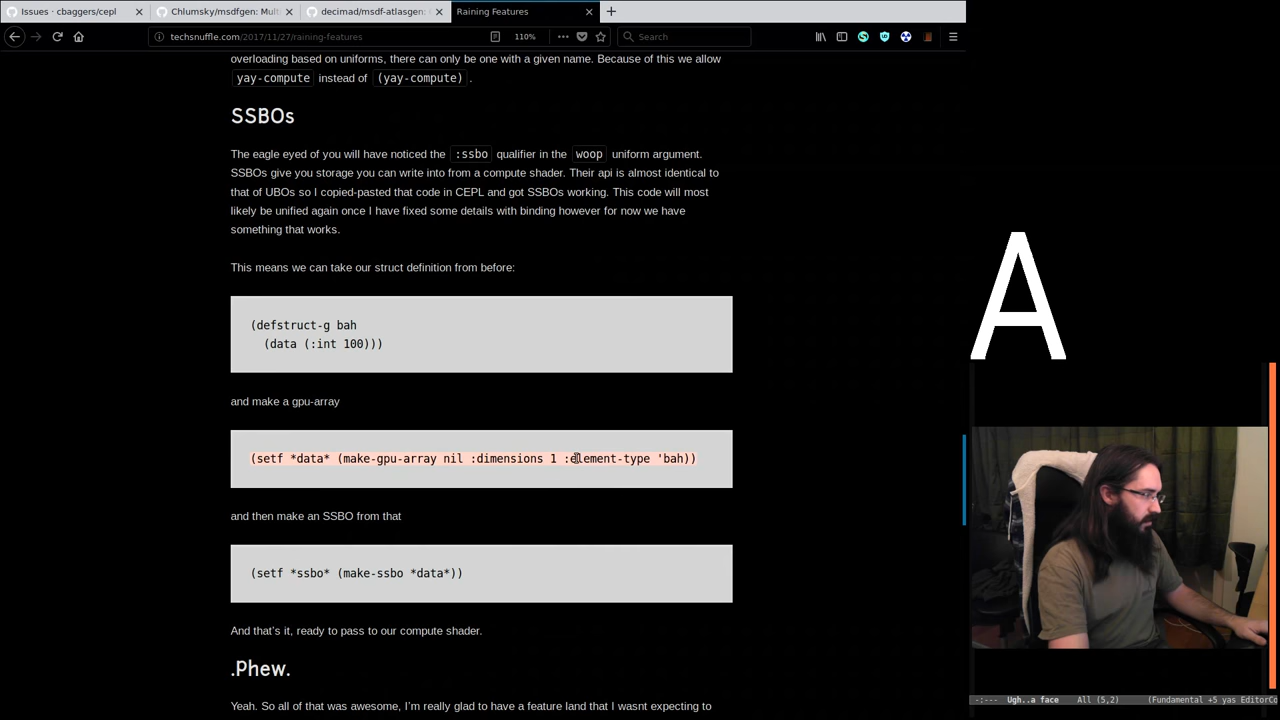 Issues · cbaggers/cepl
Chlumsky/msdfgen: Mult
decimad/msdf-atlasgen: G
Raining Features
techsnuffle.com/2017/11/27/raining-features
110%
Search
overloading based on uniforms, there can only be one with a given name. Because of this we allow
yay-compute instead of (yay-compute) .
SSBOs
The eagle eyed of you will have noticed the :ssbo qualifier in the woop uniform argument.
SSBOs give you storage you can write into from a compute shader. Their api is almost identical to
that of UBOs so I copied-pasted that code in CEPL and got SSBOs working. This code will most
likely be unified again once I have fixed some details with binding however for now we have
something that works.
This means we can take our struct definition from before:
(defstruct-g bah
(data (:int 100)))
and make a gpu-array
(setf *data* (make-gpu-array nil :dimensions 1 :element-type 'bah))
and then make an SSBO from that
(setf *ssbo* (make-ssbo *data*))
And that's it, ready to pass to our compute shader.
.Phew.
Yeah. So all of that was awesome, I'm really glad to have a feature land that I wasnt expecting to
A
-:--- Ugh..a face All (5,2) (Fundamental +5 yas EditorCo